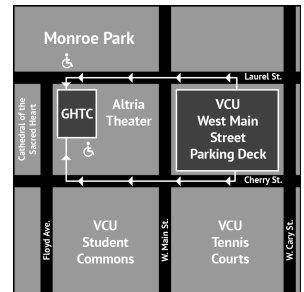 Monroe Park
Laurel St.
Cathedral of the
Sacred Heart
GHTC
Altria
Theater
VCU
West Main
Street
Parking Deck
Cherry St.
Floyd Ave.
VCU
Student
Commons
W. Main St.
VCU
Tennis
Courts
W. Cary St.